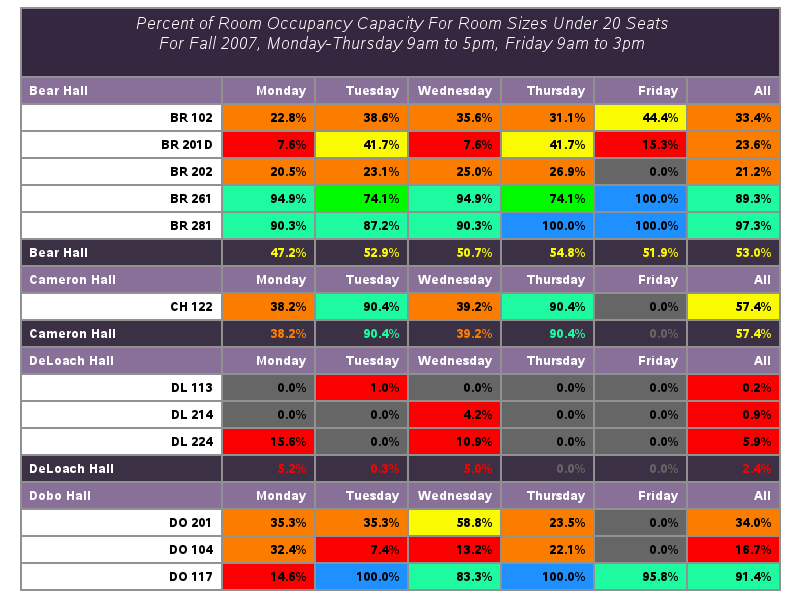 Percent of Room Occupancy Capacity For Room Sizes Under 20 Seats
For Fall 2007, Monday-Thursday 9am to 5pm, Friday 9am to 3pm
Bear Hall Monday Tuesday Wednesday Thursday Friday All
BR 102 22.8% 38.6% 35.6% 31.1% 44.4% 33.4%
BR 201D 7.6% 41.7% 7.6% 41.7% 15.3% 23.6%
BR 202 20.5% 23.1% 25.0% 26.9% 0.0% 21.2%
BR 261 94.9% 74.1% 94.9% 74.1% 100.0% 89.3%
BR 281 90.3% 87.2% 90.3% 100.0% 100.0% 97.3%
Bear Hall 47.2% 52.9% 50.7% 54.8% 51.9% 53.0%
Cameron Hall Monday Tuesday Wednesday Thursday Friday All
CH 122 38.2% 90.4% 39.2% 90.4% 0.0% 57.4%
Cameron Hall 38.2% 90.4% 39.2% 90.4% 0.0% 57.4%
DeLoach Hall Monday Tuesday Wednesday Thursday Friday All
DL 113 0.0% 1.0% 0.0% 0.0% 0.0% 0.2%
DL 214 0.0% 0.0% 4.2% 0.0% 0.0% 0.9%
DL 224 15.6% 0.0% 10.9% 0.0% 0.0% 5.9%
DeLoach Hall 5.2% 0.3% 5.0% 0.0% 0.0% 2.4%
Dobo Hall Monday Tuesday Wednesday Thursday Friday All
DO 201 35.3% 35.3% 58.8% 23.5% 0.0% 34.0%
DO 104 32.4% 7.4% 13.2% 22.1% 0.0% 16.7%
DO 117 14.6% 100.0% 83.3% 100.0% 95.8% 91.4%